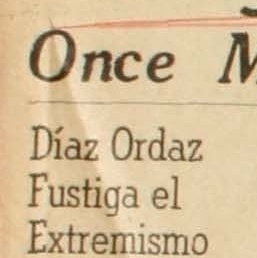 Once
Díaz Ordaz
Fustiga el
Extremismo